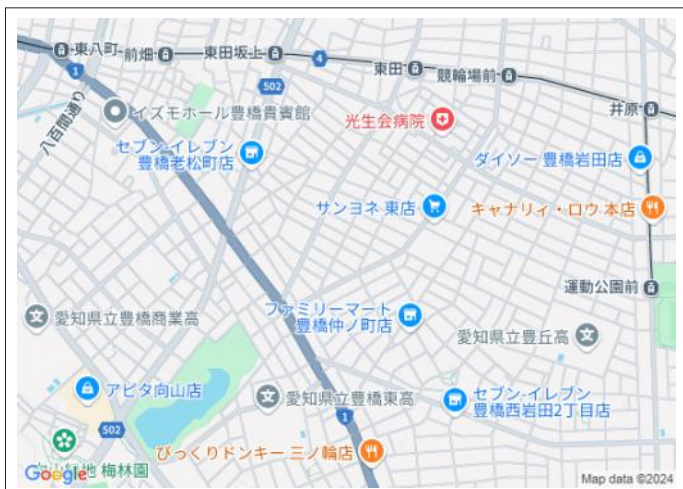 東八町
前畑
東田坂上
4
東田
競輪場前
1
502
八百間通り
イズモホール豊橋貴賓館
光生会病院
井原
セブン-イレブン
豊橋老松町店
ダイソー 豊橋岩田店
サンヨネ 東店
キャナリィ・ロウ 本店
運動公園前
愛知県立豊橋商業高
ファミリーマート
豊橋仲ノ町店
愛知県立豊丘高
アピタ向山店
愛知県立豊橋東高
セブン-イレブン
豊橋西岩田2丁目店
1
502
びっくりドンキー 三ノ輪店
梅林園
Google
Map data ©2024